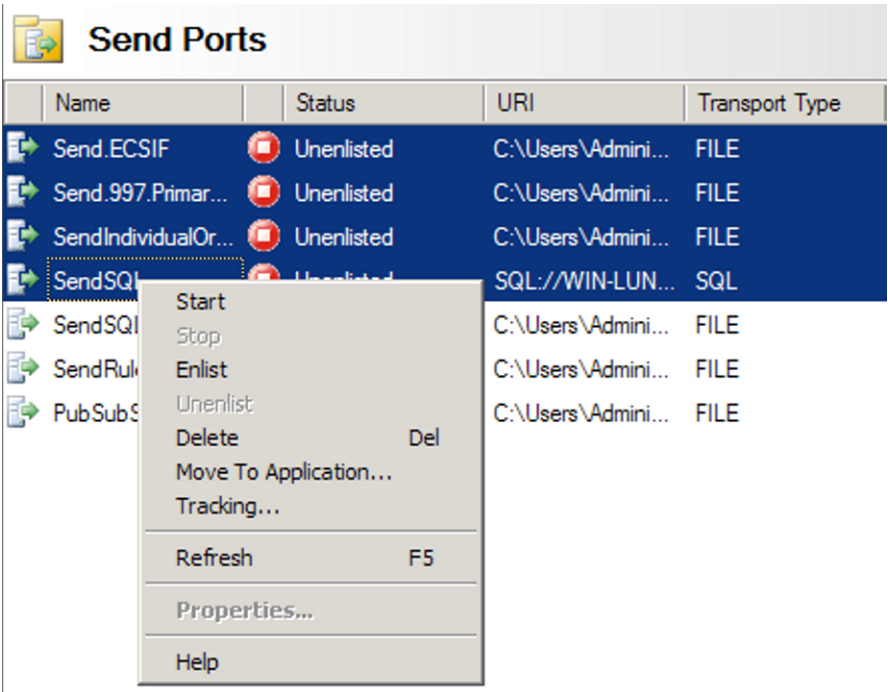 Send Ports
Name Status URI Transport Type
Send.ECSIF Unenlisted C:\Users\Admini... FILE
Send.997.Primar... Unenlisted C:\Users\Admini... FILE
SendIndividualOr... Unenlisted C:\Users\Admini... FILE
SendSQL Unenlisted SQL://WIN-LUN... SQL
SendSQL C:\Users\Admini... FILE
SendRule C:\Users\Admini... FILE
PubSubS C:\Users\Admini... FILE
Start
Stop
Enlist
Unenlist
Delete Del
Move To Application...
Tracking...
Refresh F5
Properties...
Help